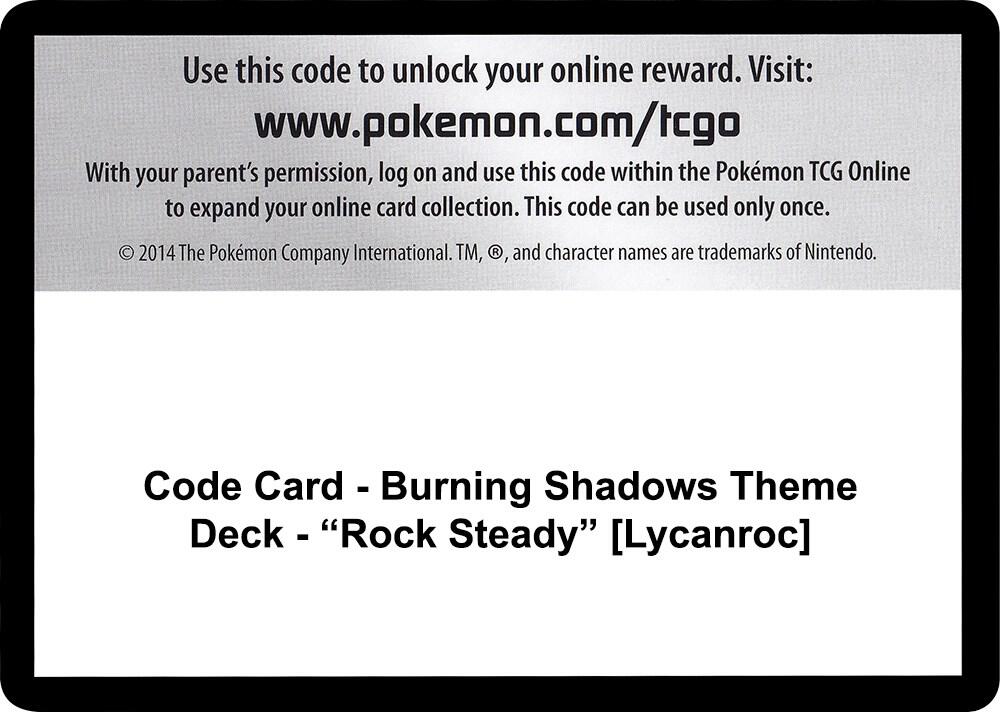 Use this code to unlock your online reward. Visit:
www.pokemon.com/tcgo
With your parent's permission, log on and use this code within the Pokémon TCG Online
to expand your online card collection. This code can be used only once.
© 2014 The Pokémon Company International. TM, ®, and character names are trademarks of Nintendo.
Code Card - Burning Shadows Theme
Deck - “Rock Steady” [Lycanroc]